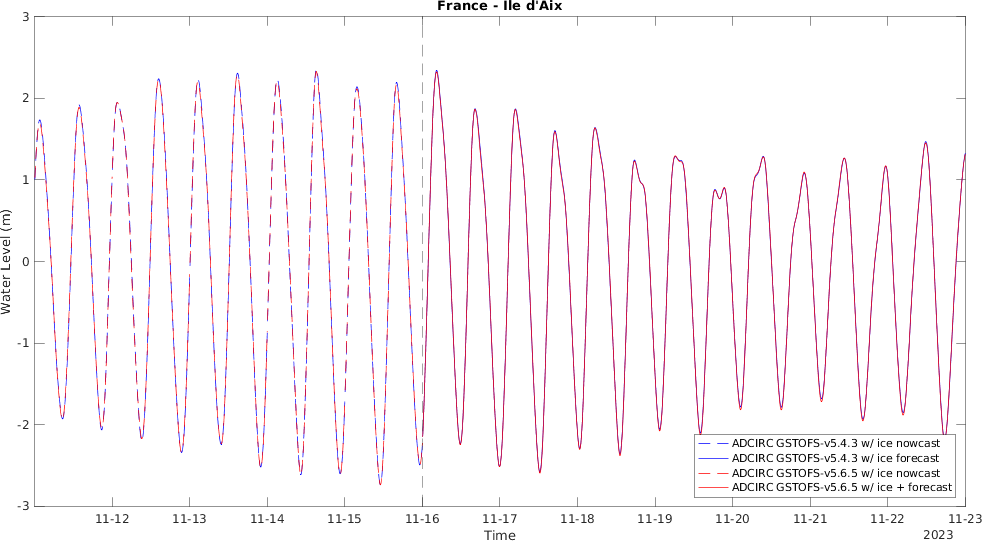 France - Ile d'Aix
Water Level (m)
3
2
1
0
-1
-2
-3
11-12
11-13
11-14
11-15
11-16
11-17
11-18
11-19
11-20
11-21
11-22
11-23
Time
2023
ADCIRC GSTOFS-v5.4.3 w/ ice nowcast
ADCIRC GSTOFS-v5.4.3 w/ ice forecast
ADCIRC GSTOFS-v5.6.5 w/ ice nowcast
ADCIRC GSTOFS-v5.6.5 w/ ice + forecast